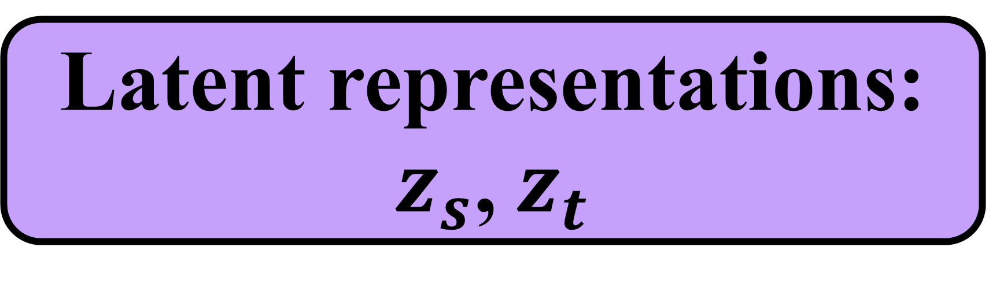 Latent representations:
z_s, z_t